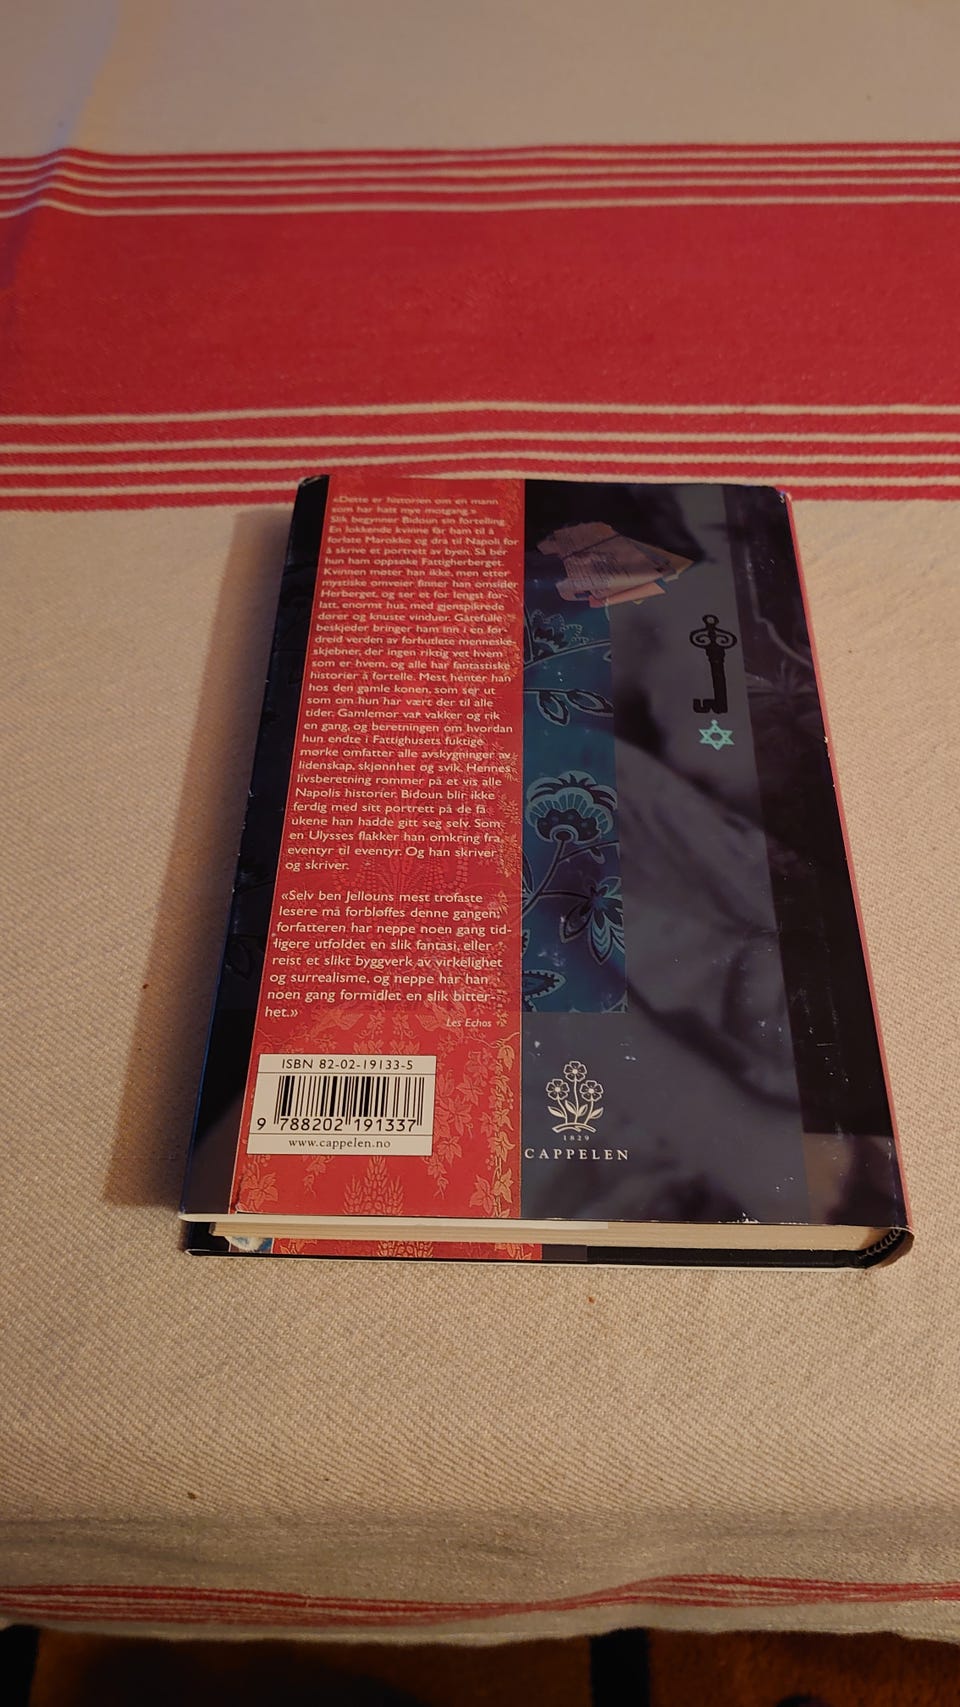 «Dette er historien om en mann
som har hatt mye motgang.»
Slik begynner Bidoun sin fortelling.
En lokkende kvinne får ham til å
forlate Marokko og dra til Napoli for
å skrive et portrett av byen. Så ber
hun ham oppsøke Fattigherberget.
Kvinnen møter han ikke, men etter
mystiske omveier finner han omsider
Herberget, og ser et for lengst for-
latt, enormt hus, med gjenspikrede
dører og knuste vinduer. Gåtefulle
beskjeder bringer ham inn i en for-
dreid verden av forhutlete menneske-
skjebner, der ingen riktig vet hvem
som er hvem, og alle har fantastiske
historier å fortelle. Mest henter han
hos den gamle konen, som ser ut
som om hun har vært der til alle
tider. Gamlemor var vakker og rik
en gang, og beretningen om hvordan
hun endte i Fattighusets fuktige
mørke omfatter alle avskygninger av
lidenskap, skjønnhet og svik. Hennes
livsberetning rommer på et vis alle
Napolis historier. Bidoun blir ikke
ferdig med sitt portrett på de få
ukene han hadde gitt seg selv. Som
en Ulysses flakker han omkring fra
eventyr til eventyr. Og han skriver
og skriver.
«Selv ben Jellouns mest trofaste
lesere må forbløffes denne gangen;
forfatteren har neppe noen gang tid-
ligere utfoldet en slik fantasi, eller
reist et slikt byggverk av virkelighet
og surrealisme, og neppe har han
noen gang formidlet en slik bitter-
het.»
Les Echos
ISBN 82-02-19133-5
9 788202 191337
www.cappelen.no
1829
CAPPELEN